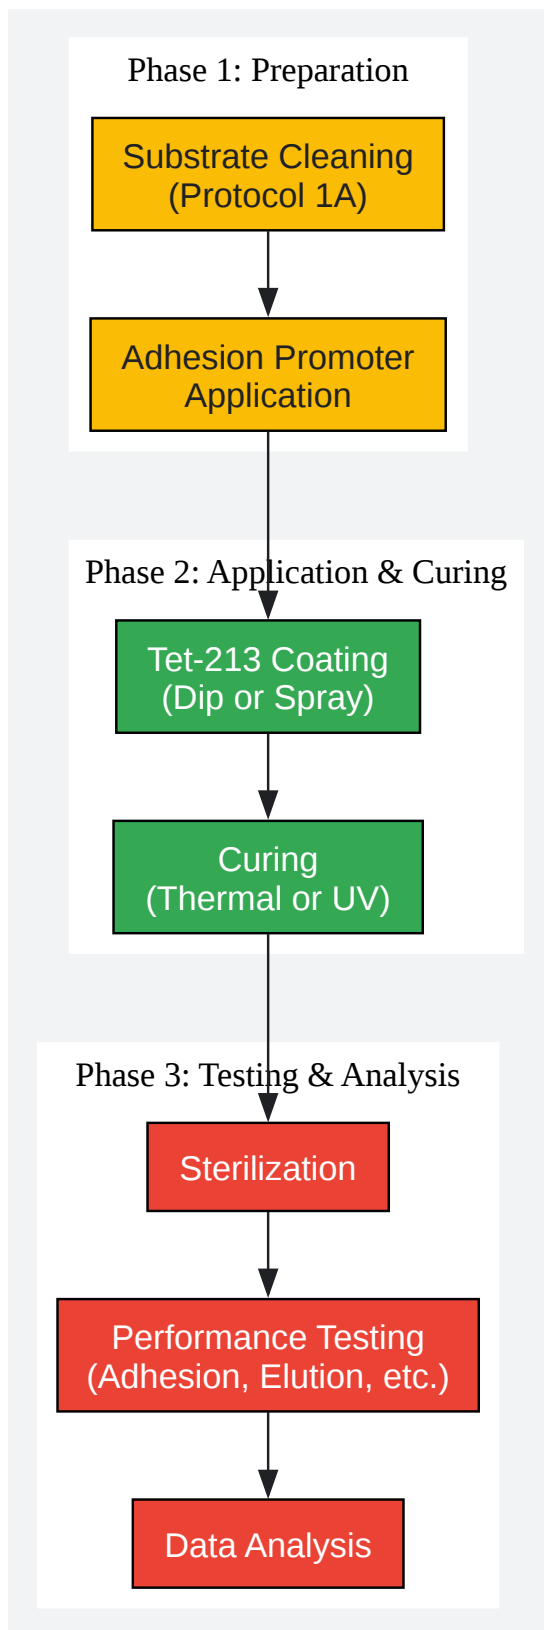 Phase 1: Preparation
Substrate Cleaning
(Protocol 1A)
Adhesion Promoter
Application
Phase 2: Application & Curing
Tet-213 Coating
(Dip or Spray)
Curing
(Thermal or UV)
Phase 3: Testing & Analysis
Sterilization
Performance Testing
(Adhesion, Elution, etc.)
Data Analysis